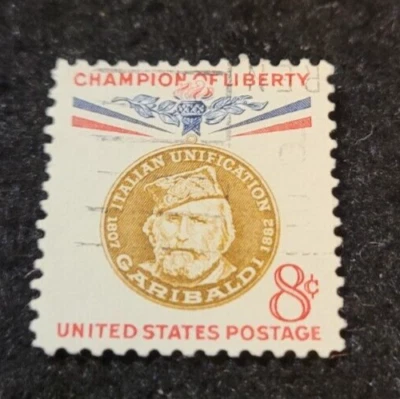 CHAMPION OF LIBERTY
ITALIAN UNIFICATION
1807
1882
GARIBALDI
8¢
UNITED STATES POSTAGE